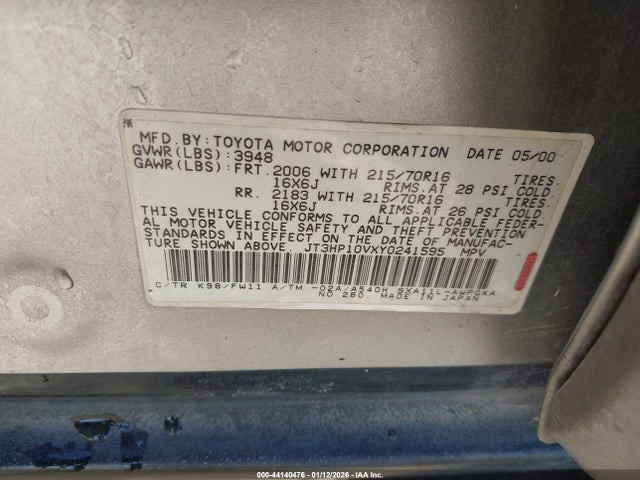 MFD.BY:TOYOTA MOTOR CORPORATION DATE 05/00
GVWR(LBS):3948
GAWR(LBS):FRT.2006 WITH 215/70R16 TIRES.
16X6J RIMS.AT 28 PSI COLD.
RR. 2183 WITH 215/70R16 TIRES.
16X6J RIMS.AT 26 PSI COLD.
THIS VEHICLE CONFORMS TO ALL APPLICABLE FEDER-
AL MOTOR VEHICLE SAFETY AND THEFT PREVENTION
STANDARDS IN EFFECT ON THE DATE OF MANUFAC-
TURE SHOWN ABOVE. JT3HP10VXY0241595 MPV
C/TR K98/FW11 A/TM -02A/A540H SXA11L-AWPGKA
NO 280 MADE IN JAPAN
000-44140476 - 01/12/2026 - IAA Inc.